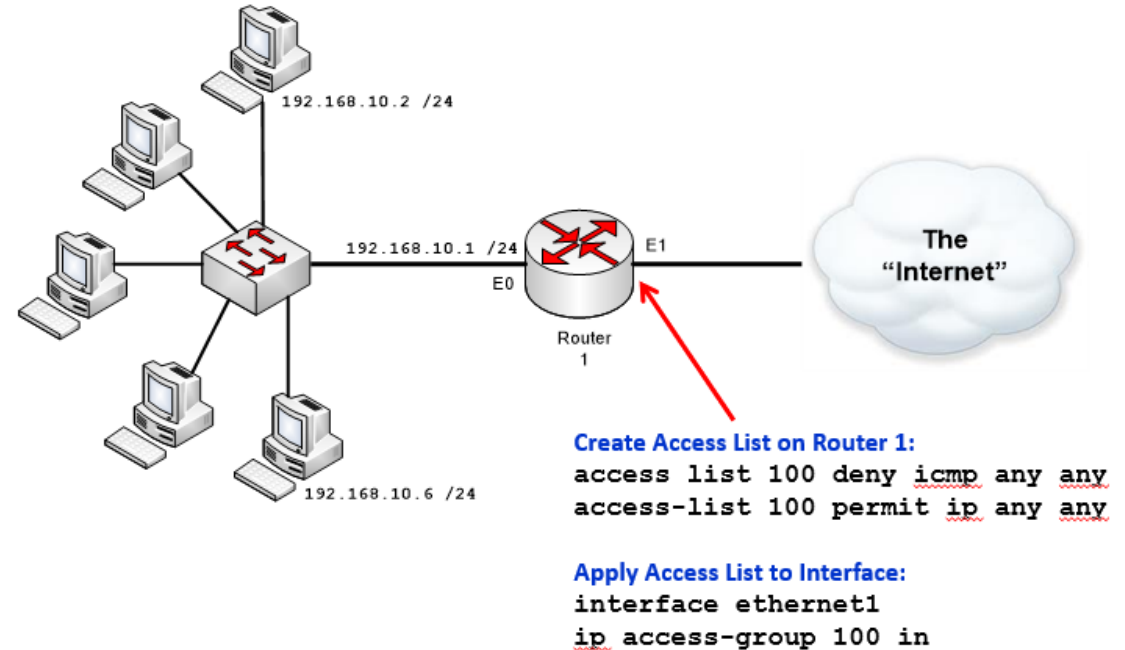 192.168.10.2 /24
192.168.10.1 /24
E1
E0
Router
1
The
“Internet”
192.168.10.6 /24
Create Access List on Router 1:
access list 100 deny icmp any any
access-list 100 permit ip any any
Apply Access List to Interface:
interface ethernet1
ip access-group 100 in